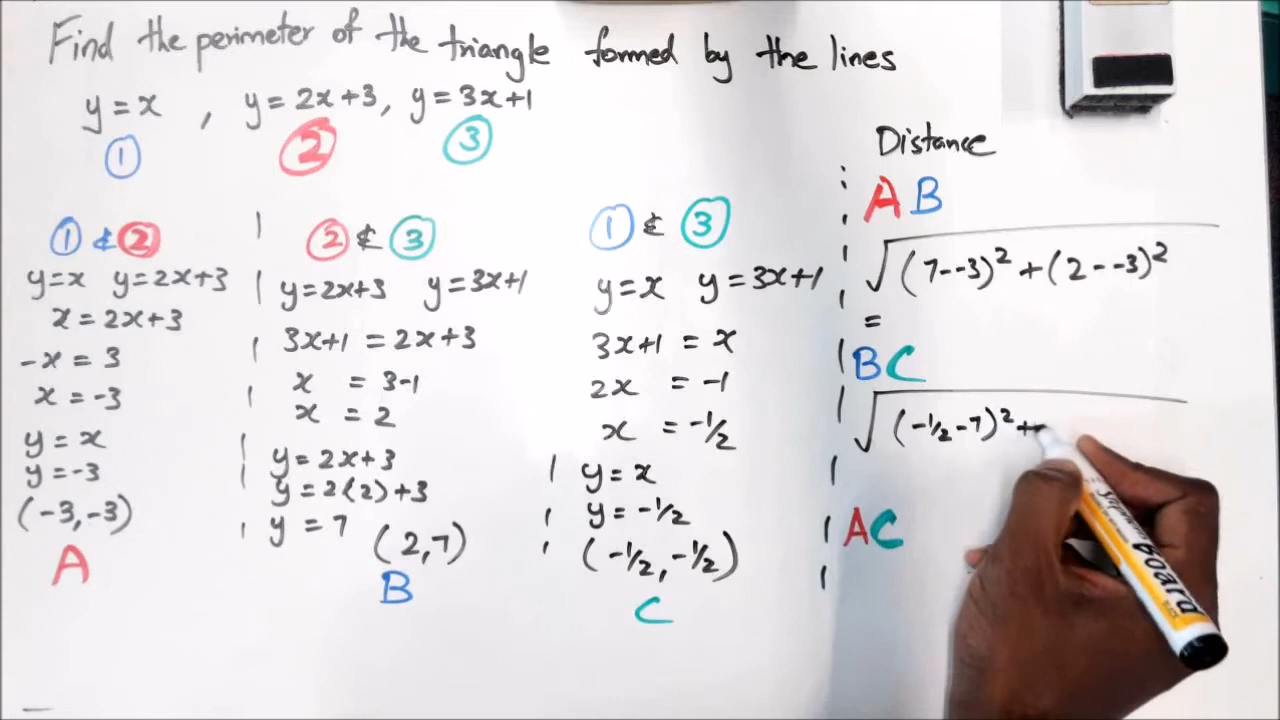 Find the perimeter of the triangle formed by the lines
y = x , y = 2x+3, y = 3x+1
1 2 3
1 & 2
y=x y=2x+3
x = 2x+3
-x = 3
x = -3
y = x
y = -3
(-3,-3)
A
2 & 3
y=2x+3 y=3x+1
3x+1 = 2x+3
x = 3-1
x = 2
y = 2x+3
y = 2(2)+3
y = 7 (2,7)
B
1 & 3
y=x y=3x+1
3x+1 = x
2x = -1
x = -1/2
y = x
y = -1/2
(-1/2, -1/2)
C
Distance
AB
√(7--3)² + (2--3)²
=
BC
√(-1/2-7)² +
AC
Board